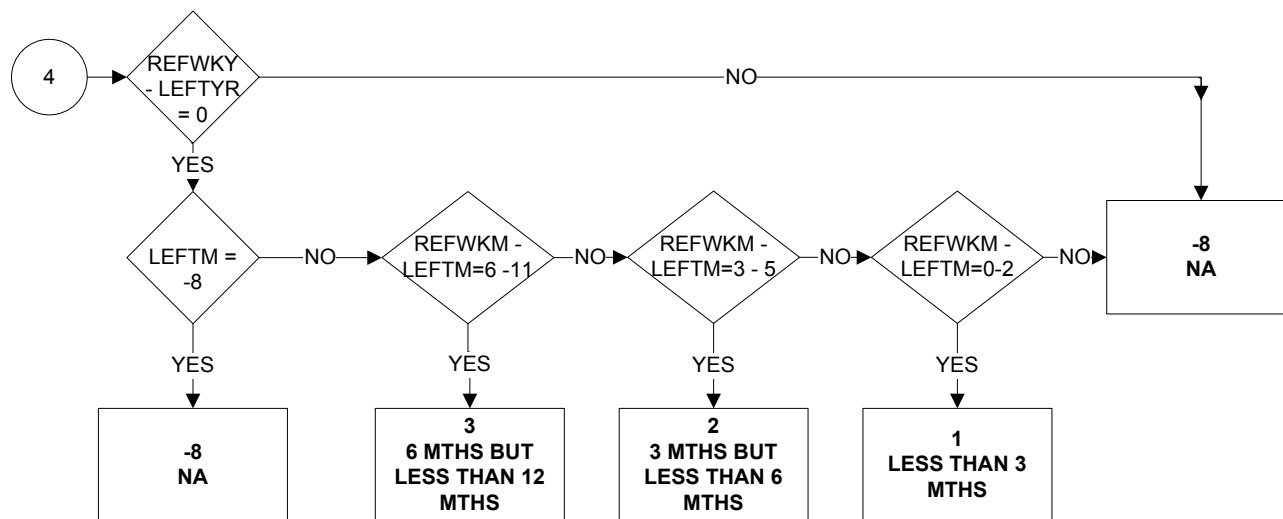 4
REFWKY
- LEFTYR
= 0
NO
YES
LEFTM =
-8
NO
REFWKM -
LEFTM=6 -11
NO
REFWKM -
LEFTM=3 - 5
NO
REFWKM -
LEFTM=0-2
NO
-8
NA
YES
YES
YES
YES
-8
NA
3
6 MTHS BUT
LESS THAN 12
MTHS
2
3 MTHS BUT
LESS THAN 6
MTHS
1
LESS THAN 3
MTHS